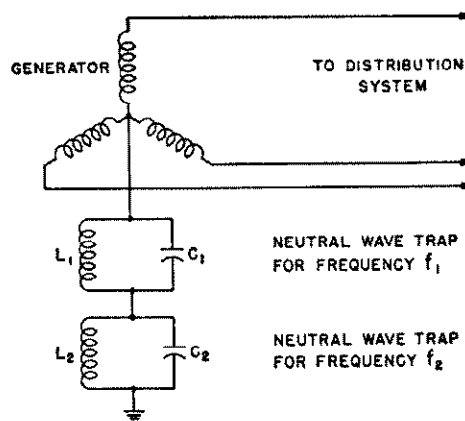 GENERATOR
TO DISTRIBUTION
SYSTEM
L₁
C₁
NEUTRAL WAVE TRAP
FOR FREQUENCY f₁
L₂
C₂
NEUTRAL WAVE TRAP
FOR FREQUENCY f₂